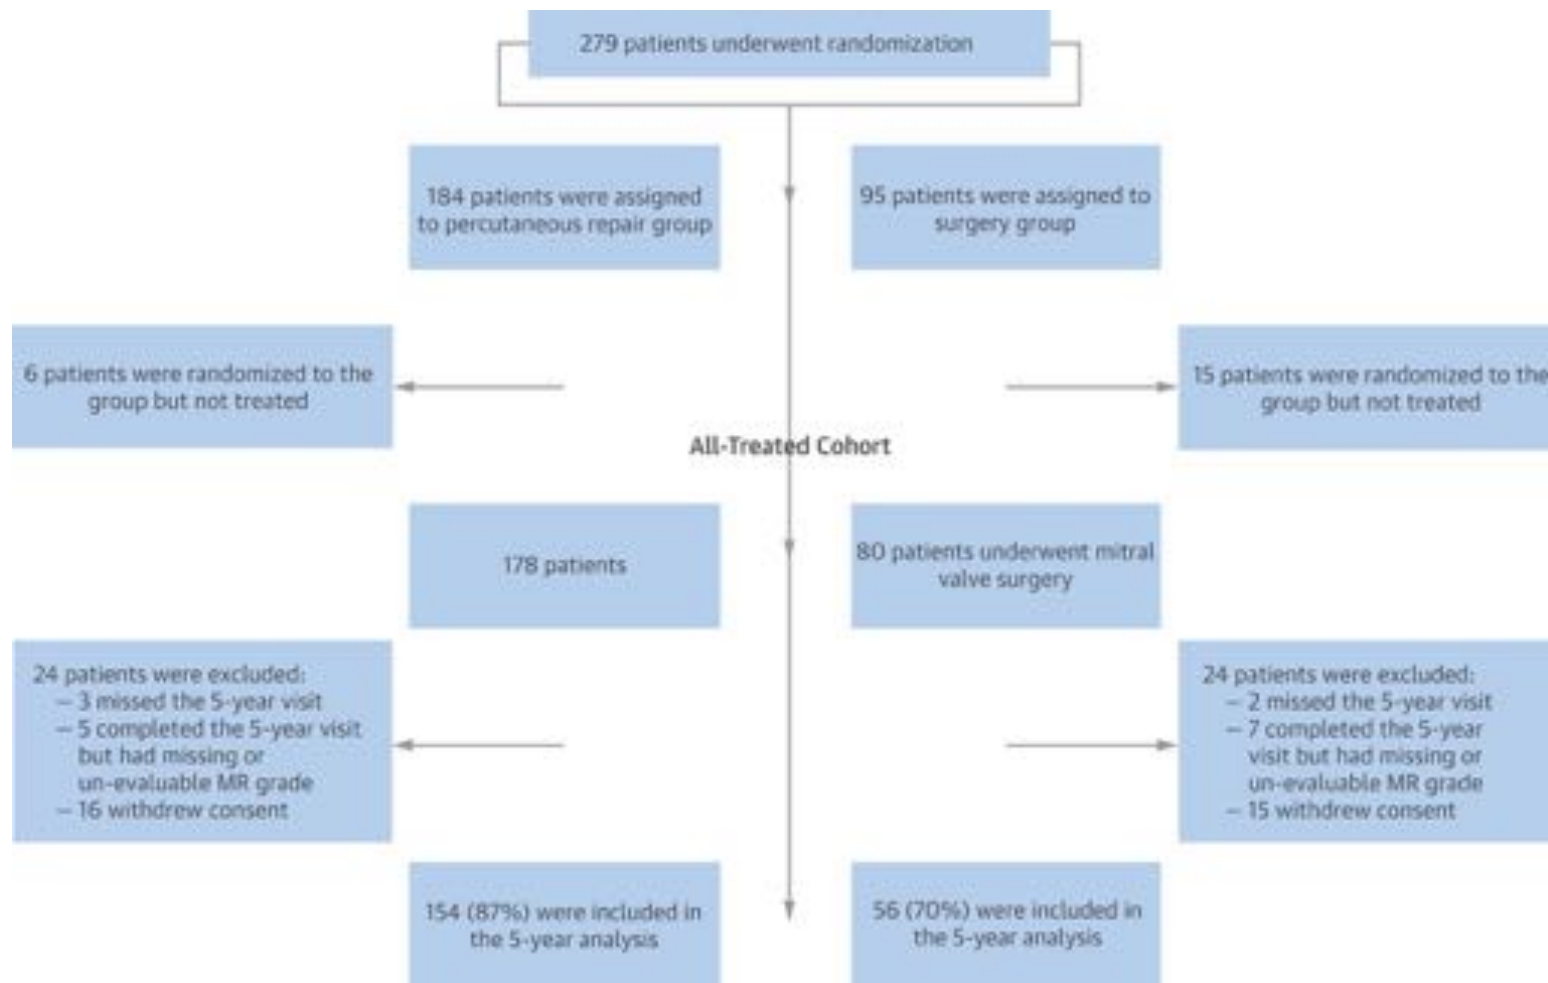 279 patients underwent randomization
184 patients were assigned
to percutaneous repair group
95 patients were assigned to
surgery group
6 patients were randomized to the
group but not treated
15 patients were randomized to the
group but not treated
All-Treated Cohort
178 patients
80 patients underwent mitral
valve surgery
24 patients were excluded:
– 3 missed the 5-year visit
– 5 completed the 5-year visit
but had missing or
un-evaluable MR grade
– 16 withdrew consent
24 patients were excluded:
– 2 missed the 5-year visit
– 7 completed the 5-year
visit but had missing or
un-evaluable MR grade
– 15 withdrew consent
154 (87%) were included in
the 5-year analysis
56 (70%) were included in
the 5-year analysis